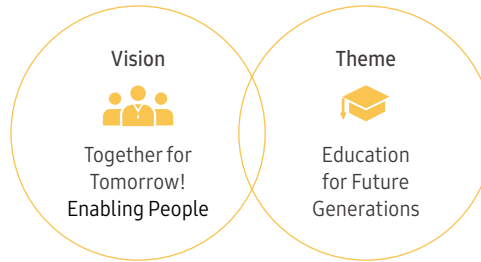 Vision
Together for
Tomorrow!
Enabling People
Theme
Education
for Future
Generations